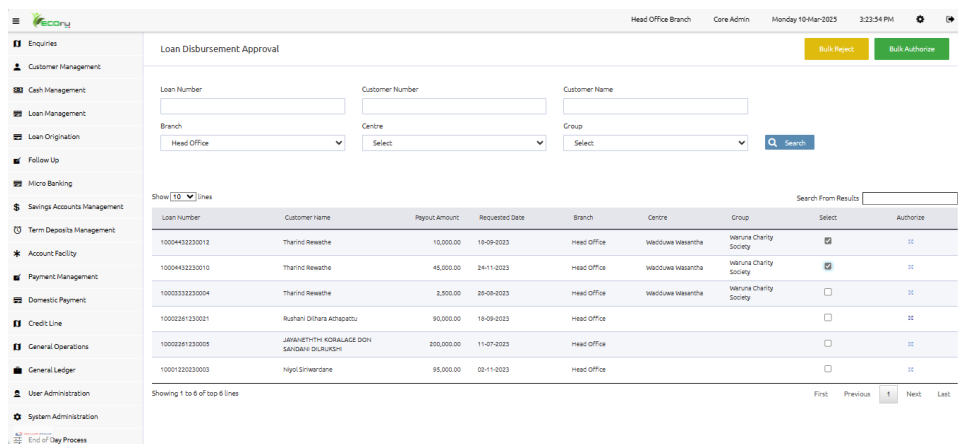 ECOry
Head Office Branch Core Admin Monday 10-Mar-2025 3:23:54 PM
Enquiries
Customer Management
Cash Management
Loan Management
Loan Origination
Follow Up
Micro Banking
Savings Accounts Management
Term Deposits Management
Account Facility
Payment Management
Domestic Payment
Credit Line
General Operations
General Ledger
User Administration
System Administration
End of Day Process
Loan Disbursement Approval
Bulk Reject Bulk Authorize
Loan Number Customer Number Customer Name
Branch Centre Group
Head Office Select Select Search
Show 10 lines Search From Results
Loan Number Customer Name Payout Amount Requested Date Branch Centre Group Select Authorize
10004432230012 Tharind Rewathe 10,000.00 18-09-2023 Head Office Wadduwa Wasantha Waruna Charity
Society
10004432230010 Tharind Rewathe 45,000.00 24-11-2023 Head Office Wadduwa Wasantha Waruna Charity
Society
10003332230004 Tharind Rewathe 2,500.00 28-08-2023 Head Office Wadduwa Wasantha Waruna Charity
Society
10002261230021 Rushani Dilhara Athapattu 90,000.00 18-09-2023 Head Office
10002261230005 JAYANETHTHI KORALAGE DON
SANDANI DILRUKSHI 200,000.00 11-07-2023 Head Office
10001220230003 Niyol Siriwardane 95,000.00 02-11-2023 Head Office
Showing 1 to 6 of top 6 lines First Previous 1 Next Last